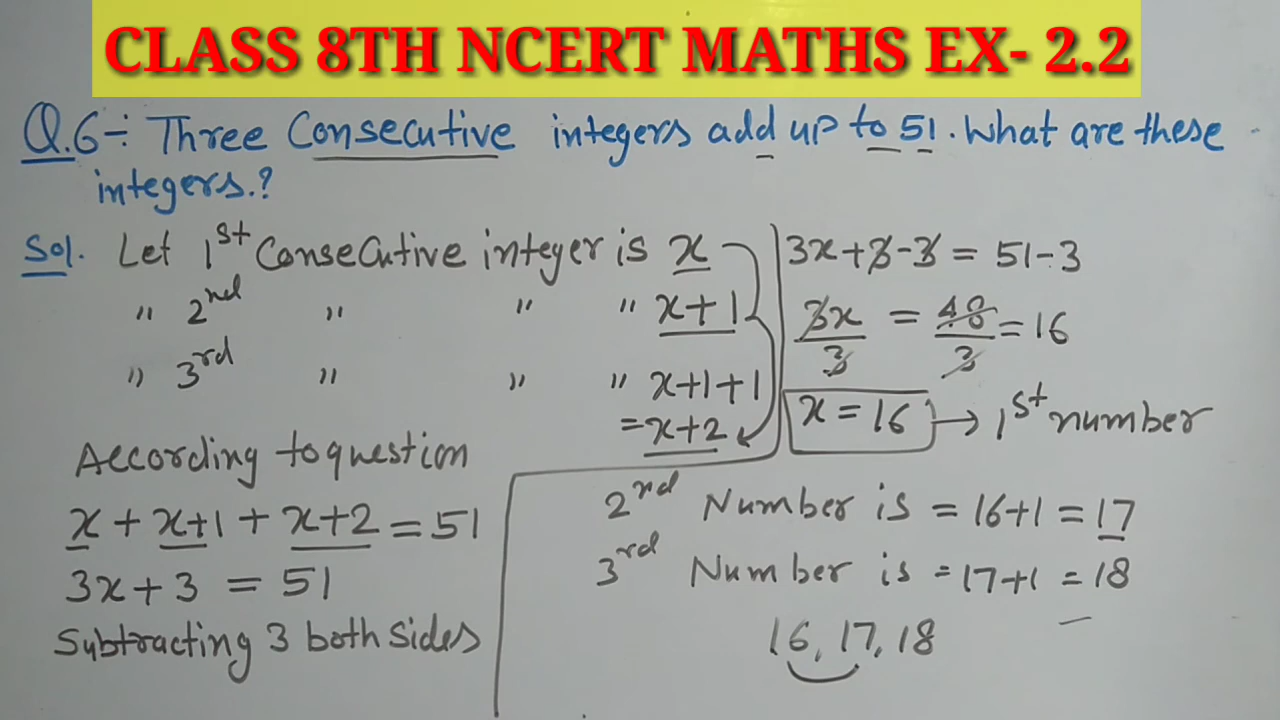 CLASS 8TH NCERT MATHS EX- 2.2
Q.6÷ Three Consecutive integers add up to 51. What are these
integers.?
Sol. Let 1st Consecutive integer is x
" 2nd " " " x+1
" 3rd " " " x+1+1
=x+2
According to question
x + x+1 + x+2 = 51
3x+3 = 51
Subtracting 3 both sides
3x+3-3 = 51-3
3x/3 = 48/3 = 16
x = 16 → 1st number
2nd Number is = 16+1 = 17
3rd Number is = 17+1 = 18
16, 17, 18